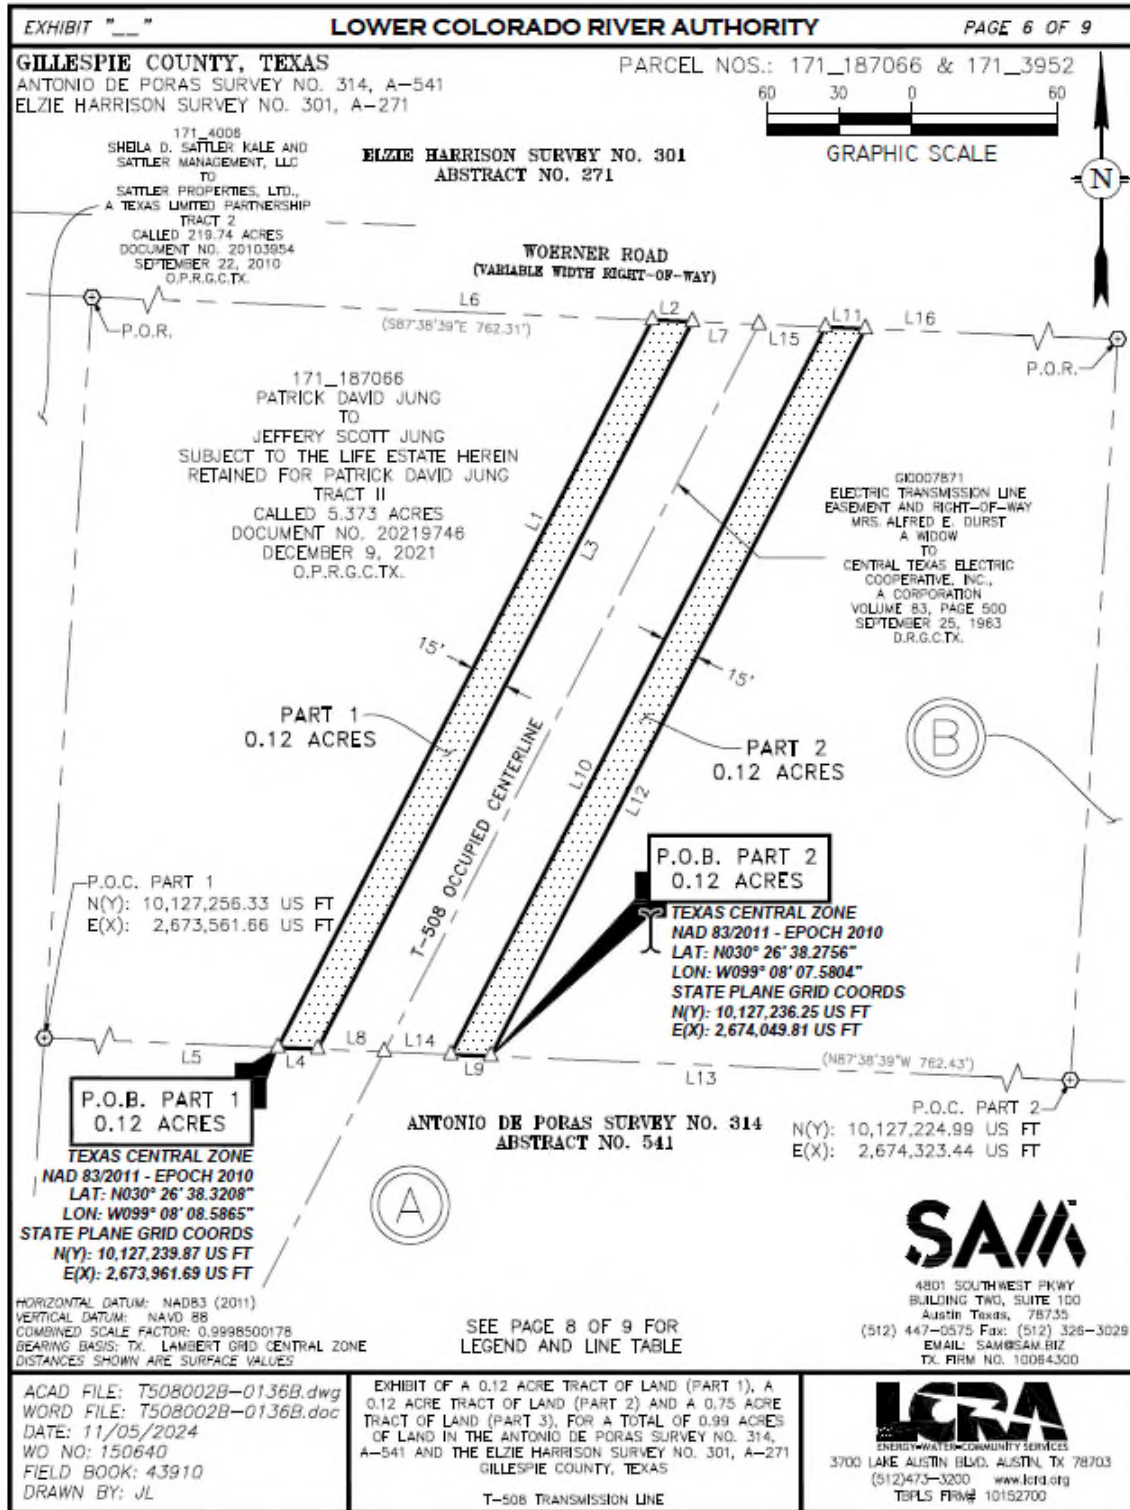 EXHIBIT "__"
LOWER COLORADO RIVER AUTHORITY
PAGE 6 OF 9
GILLESPIE COUNTY, TEXAS
ANTONIO DE PORAS SURVEY NO. 314, A-541
ELZIE HARRISON SURVEY NO. 301, A-271
PARCEL NOS.: 171_187066 & 171_3952
60 30 0 60
GRAPHIC SCALE
N
171_4006
SHEILA D. SATTLER KALE AND
SATTLER MANAGEMENT, LLC
TO
SATTLER PROPERTIES, LTD.,
A TEXAS LIMITED PARTNERSHIP
TRACT 2
CALLED 219.74 ACRES
DOCUMENT NO. 20103954
SEPTEMBER 22, 2010
O.P.R.G.C.TX.
ELZIE HARRISON SURVEY NO. 301
ABSTRACT NO. 271
WOERNER ROAD
(VARIABLE WIDTH RIGHT-OF-WAY)
L6
(S87°38'39"E 762.31')
L2
L7
L15
L11
L16
P.O.R.
P.O.R.
171_187066
PATRICK DAVID JUNG
TO
JEFFERY SCOTT JUNG
SUBJECT TO THE LIFE ESTATE HEREIN
RETAINED FOR PATRICK DAVID JUNG
TRACT II
CALLED 5.373 ACRES
DOCUMENT NO. 20219746
DECEMBER 9, 2021
O.P.R.G.C.TX.
L1
L3
GI0007871
ELECTRIC TRANSMISSION LINE
EASEMENT AND RIGHT-OF-WAY
MRS. ALFRED E. DURST
A WIDOW
TO
CENTRAL TEXAS ELECTRIC
COOPERATIVE, INC.,
A CORPORATION
VOLUME 83, PAGE 500
SEPTEMBER 25, 1963
D.R.G.C.TX.
15'
15'
PART 1
0.12 ACRES
PART 2
0.12 ACRES
B
L10
L12
T-508 OCCUPIED CENTERLINE
P.O.C. PART 1
N(Y): 10,127,256.33 US FT
E(X): 2,673,561.66 US FT
P.O.B. PART 2
0.12 ACRES
TEXAS CENTRAL ZONE
NAD 83/2011 - EPOCH 2010
LAT: N030° 26' 38.2756"
LON: W099° 08' 07.5804"
STATE PLANE GRID COORDS
N(Y): 10,127,236.25 US FT
E(X): 2,674,049.81 US FT
L5
L4
L8
L14
L9
L13
(N87°38'39"W 762.43')
P.O.B. PART 1
0.12 ACRES
TEXAS CENTRAL ZONE
NAD 83/2011 - EPOCH 2010
LAT: N030° 26' 38.3208"
LON: W099° 08' 08.5865"
STATE PLANE GRID COORDS
N(Y): 10,127,239.87 US FT
E(X): 2,673,961.69 US FT
ANTONIO DE PORAS SURVEY NO. 314
ABSTRACT NO. 541
P.O.C. PART 2
N(Y): 10,127,224.99 US FT
E(X): 2,674,323.44 US FT
A
SAM
4801 SOUTHWEST PKWY
BUILDING TWO, SUITE 100
Austin Texas, 78735
(512) 447-0575 Fax: (512) 326-3029
EMAIL: SAM@SAM.BIZ
TX. FIRM NO. 10064300
HORIZONTAL DATUM: NAD83 (2011)
VERTICAL DATUM: NAVD 88
COMBINED SCALE FACTOR: 0.9998500178
BEARING BASIS: TX. LAMBERT GRID CENTRAL ZONE
DISTANCES SHOWN ARE SURFACE VALUES
SEE PAGE 8 OF 9 FOR
LEGEND AND LINE TABLE
ACAD FILE: T508002B-0136B.dwg
WORD FILE: T508002B-0136B.doc
DATE: 11/05/2024
WO NO: 150640
FIELD BOOK: 43910
DRAWN BY: JL
EXHIBIT OF A 0.12 ACRE TRACT OF LAND (PART 1), A
0.12 ACRE TRACT OF LAND (PART 2) AND A 0.75 ACRE
TRACT OF LAND (PART 3), FOR A TOTAL OF 0.99 ACRES
OF LAND IN THE ANTONIO DE PORAS SURVEY NO. 314,
A-541 AND THE ELZIE HARRISON SURVEY NO. 301, A-271
GILLESPIE COUNTY, TEXAS
T-508 TRANSMISSION LINE
LCRA
ENERGY•WATER•COMMUNITY SERVICES
3700 LAKE AUSTIN BLVD. AUSTIN, TX 78703
(512)473-3200 www.lcra.org
TBPLS FIRM# 10152700